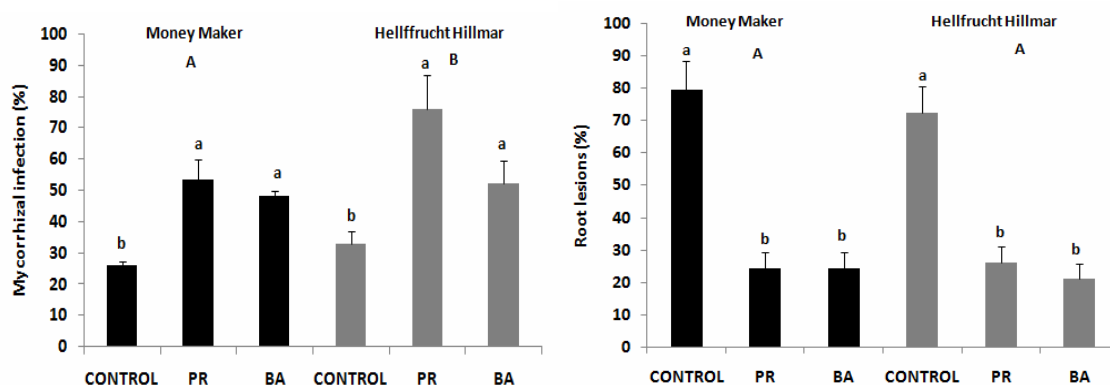 Money Maker
Hellffrucht Hillmar
A
B
Mycorrhizal infection (%)
100
90
80
70
60
50
40
30
20
10
0
b
a
a
b
a
a
CONTROL PR BA CONTROL PR BA
Money Maker
Hellfrucht Hillmar
A
A
Root lesions (%)
100
90
80
70
60
50
40
30
20
10
0
a
b
b
a
b
b
CONTROL PR BA CONTROL PR BA